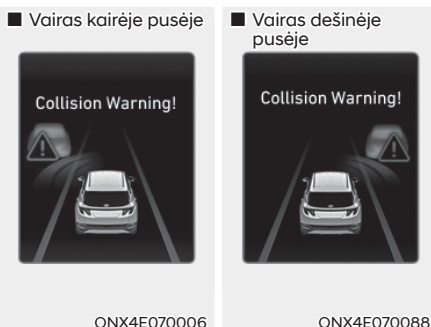 ■ Vairas kairėje pusėje
Collision Warning!
ONX4E070006
■ Vairas dešinėje
pusėje
Collision Warning!
ONX4E070088